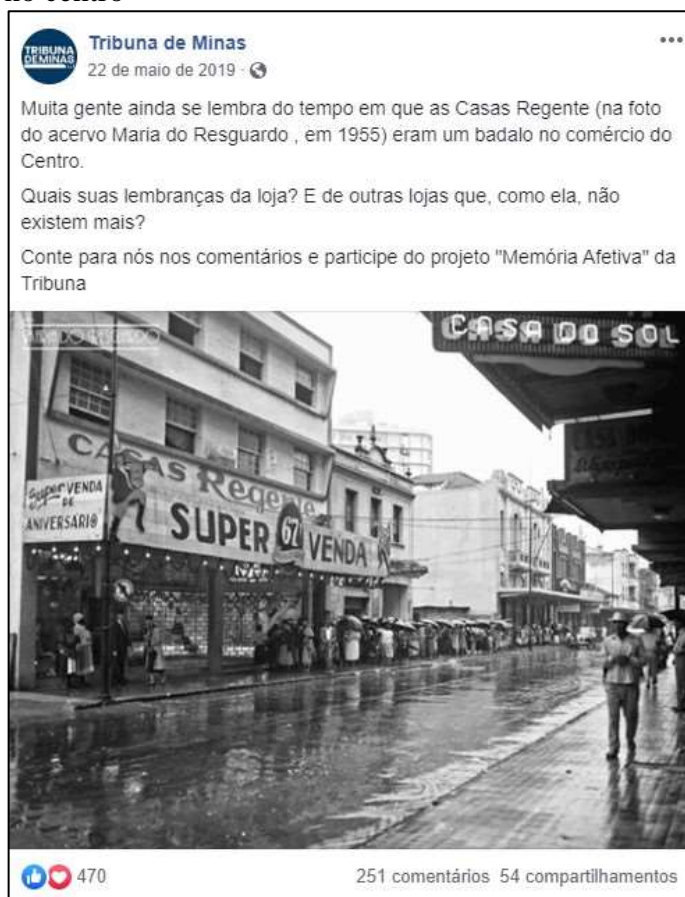 no centro
TRIBUNA
DE MINAS
Tribuna de Minas
22 de maio de 2019 ·
Muita gente ainda se lembra do tempo em que as Casas Regente (na foto
do acervo Maria do Resguardo , em 1955) eram um badalo no comércio do
Centro.
Quais suas lembranças da loja? E de outras lojas que, como ela, não
existem mais?
Conte para nós nos comentários e participe do projeto "Memória Afetiva" da
Tribuna
CASA DO SOL
CASAS Regente
Super VENDA
DE
ANIVERSÁRIO
SUPER 67 VENDA
470
251 comentários 54 compartilhamentos